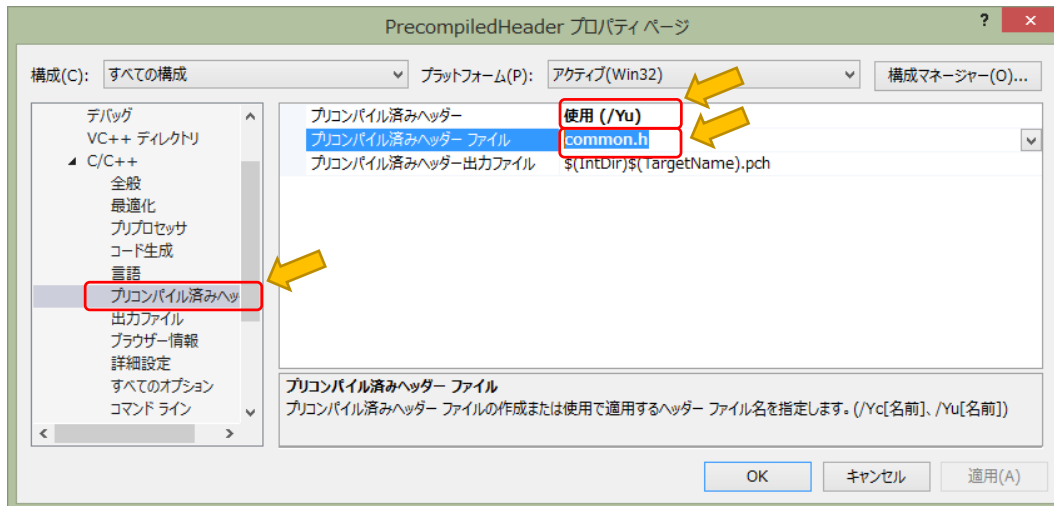 PrecompiledHeader プロパティ ページ
? ×
構成(C): すべての構成 プラットフォーム(P): アクティブ(Win32) 構成マネージャー(O)...
デバッグ
VC++ ディレクトリ
C/C++
全般
最適化
プリプロセッサ
コード生成
言語
プリコンパイル済みヘッ
出力ファイル
ブラウザー情報
詳細設定
すべてのオプション
コマンド ライン
プリコンパイル済みヘッダー 使用 (/Yu)
プリコンパイル済みヘッダー ファイル common.h
プリコンパイル済みヘッダー出力ファイル $(IntDir)$(TargetName).pch
プリコンパイル済みヘッダー ファイル
プリコンパイル済みヘッダー ファイルの作成または使用で適用するヘッダー ファイル名を指定します。(/Yc[名前]、/Yu[名前])
OK キャンセル 適用(A)